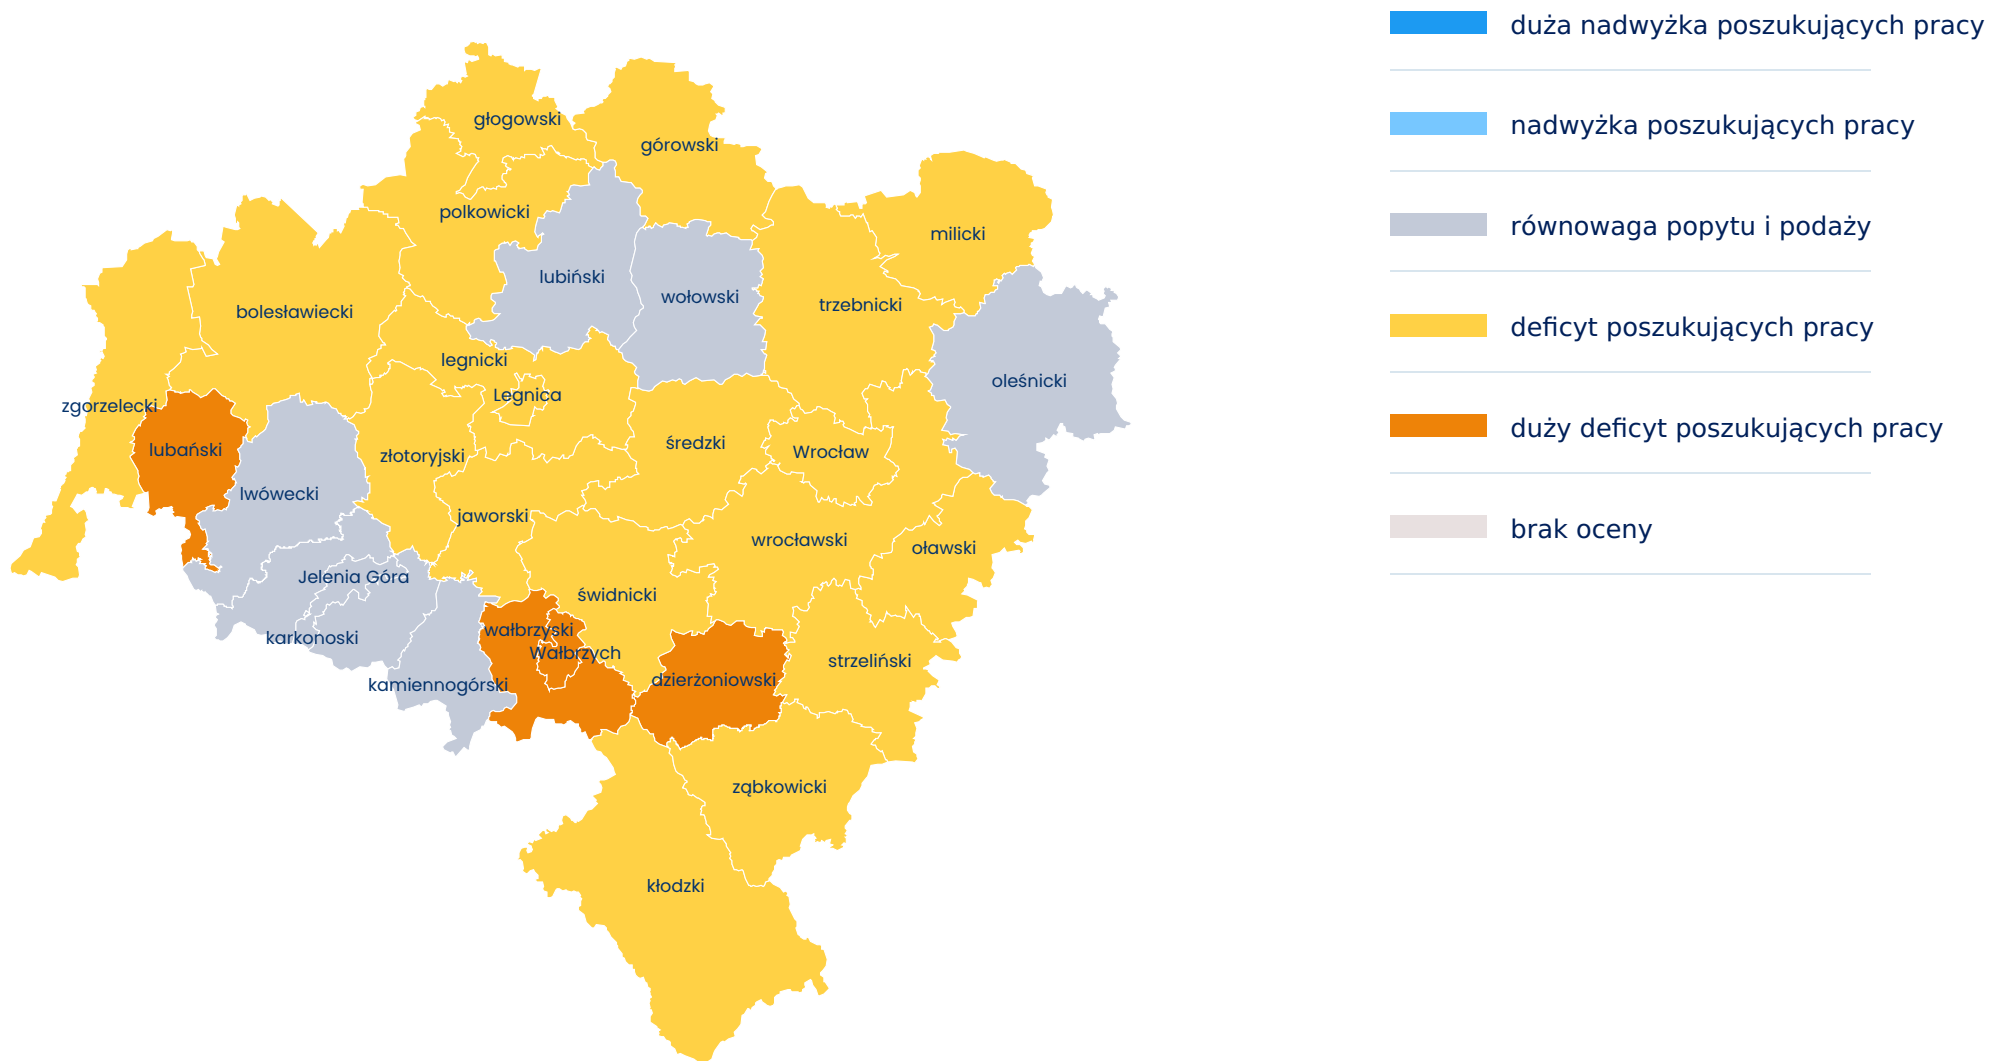 głogowski
górowski
polkowicki
milicki
lubiński
wołowski
trzebnicki
bolesławiecki
legnicki
oleśnicki
Legnica
zgorzelecki
średzki
lubański
Wrocław
złotoryjski
lwówecki
jaworski
wrocławski
oławski
Jelenia Góra
świdnicki
wałbrzyski
karkonoski
Wałbrzych
strzeliński
dzierżoniowski
kamiennogórski
ząbkowicki
kłodzki
duża nadwyżka poszukujących pracy
nadwyżka poszukujących pracy
równowaga popytu i podaży
deficyt poszukujących pracy
duży deficyt poszukujących pracy
brak oceny